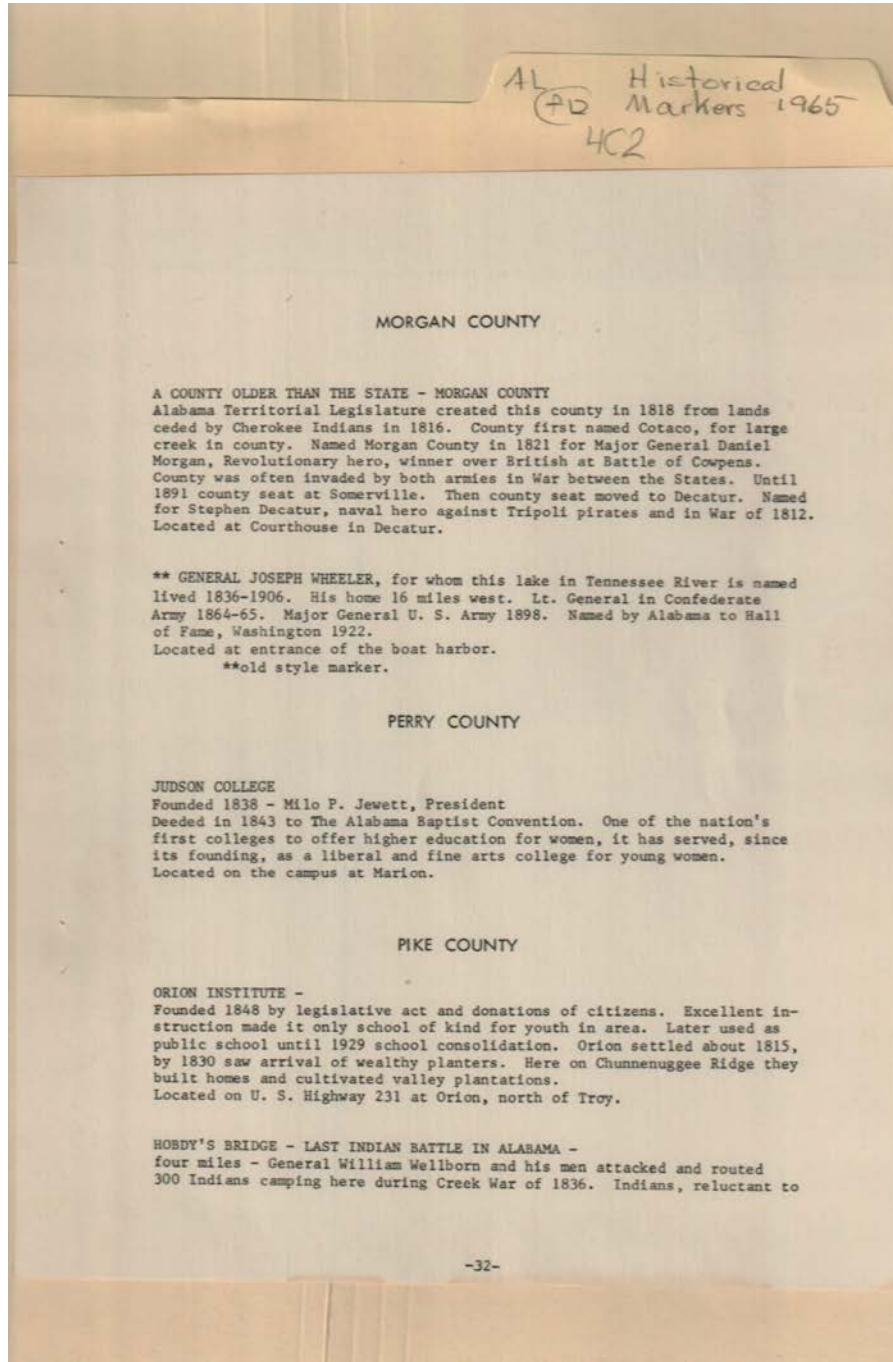 AL Historical
PD Markers 1965
4C2
MORGAN COUNTY
A COUNTY OLDER THAN THE STATE - MORGAN COUNTY
Alabama Territorial Legislature created this county in 1818 from lands
ceded by Cherokee Indians in 1816. County first named Cotaco, for large
creek in county. Named Morgan County in 1821 for Major General Daniel
Morgan, Revolutionary hero, winner over British at Battle of Cowpens.
County was often invaded by both armies in War between the States. Until
1891 county seat at Somerville. Then county seat moved to Decatur. Named
for Stephen Decatur, naval hero against Tripoli pirates and in War of 1812.
Located at Courthouse in Decatur.
** GENERAL JOSEPH WHEELER, for whom this lake in Tennessee River is named
lived 1836-1906. His home 16 miles west. Lt. General in Confederate
Army 1864-65. Major General U. S. Army 1898. Named by Alabama to Hall
of Fame, Washington 1922.
Located at entrance of the boat harbor.
**old style marker.
PERRY COUNTY
JUDSON COLLEGE
Founded 1838 - Milo P. Jewett, President
Deeded in 1843 to The Alabama Baptist Convention. One of the nation's
first colleges to offer higher education for women, it has served, since
its founding, as a liberal and fine arts college for young women.
Located on the campus at Marion.
PIKE COUNTY
ORION INSTITUTE -
Founded 1848 by legislative act and donations of citizens. Excellent in-
struction made it only school of kind for youth in area. Later used as
public school until 1929 school consolidation. Orion settled about 1815,
by 1830 saw arrival of wealthy planters. Here on Chunnenuggee Ridge they
built homes and cultivated valley plantations.
Located on U. S. Highway 231 at Orion, north of Troy.
HOBDY'S BRIDGE - LAST INDIAN BATTLE IN ALABAMA -
four miles - General William Wellborn and his men attacked and routed
300 Indians camping here during Creek War of 1836. Indians, reluctant to
-32-